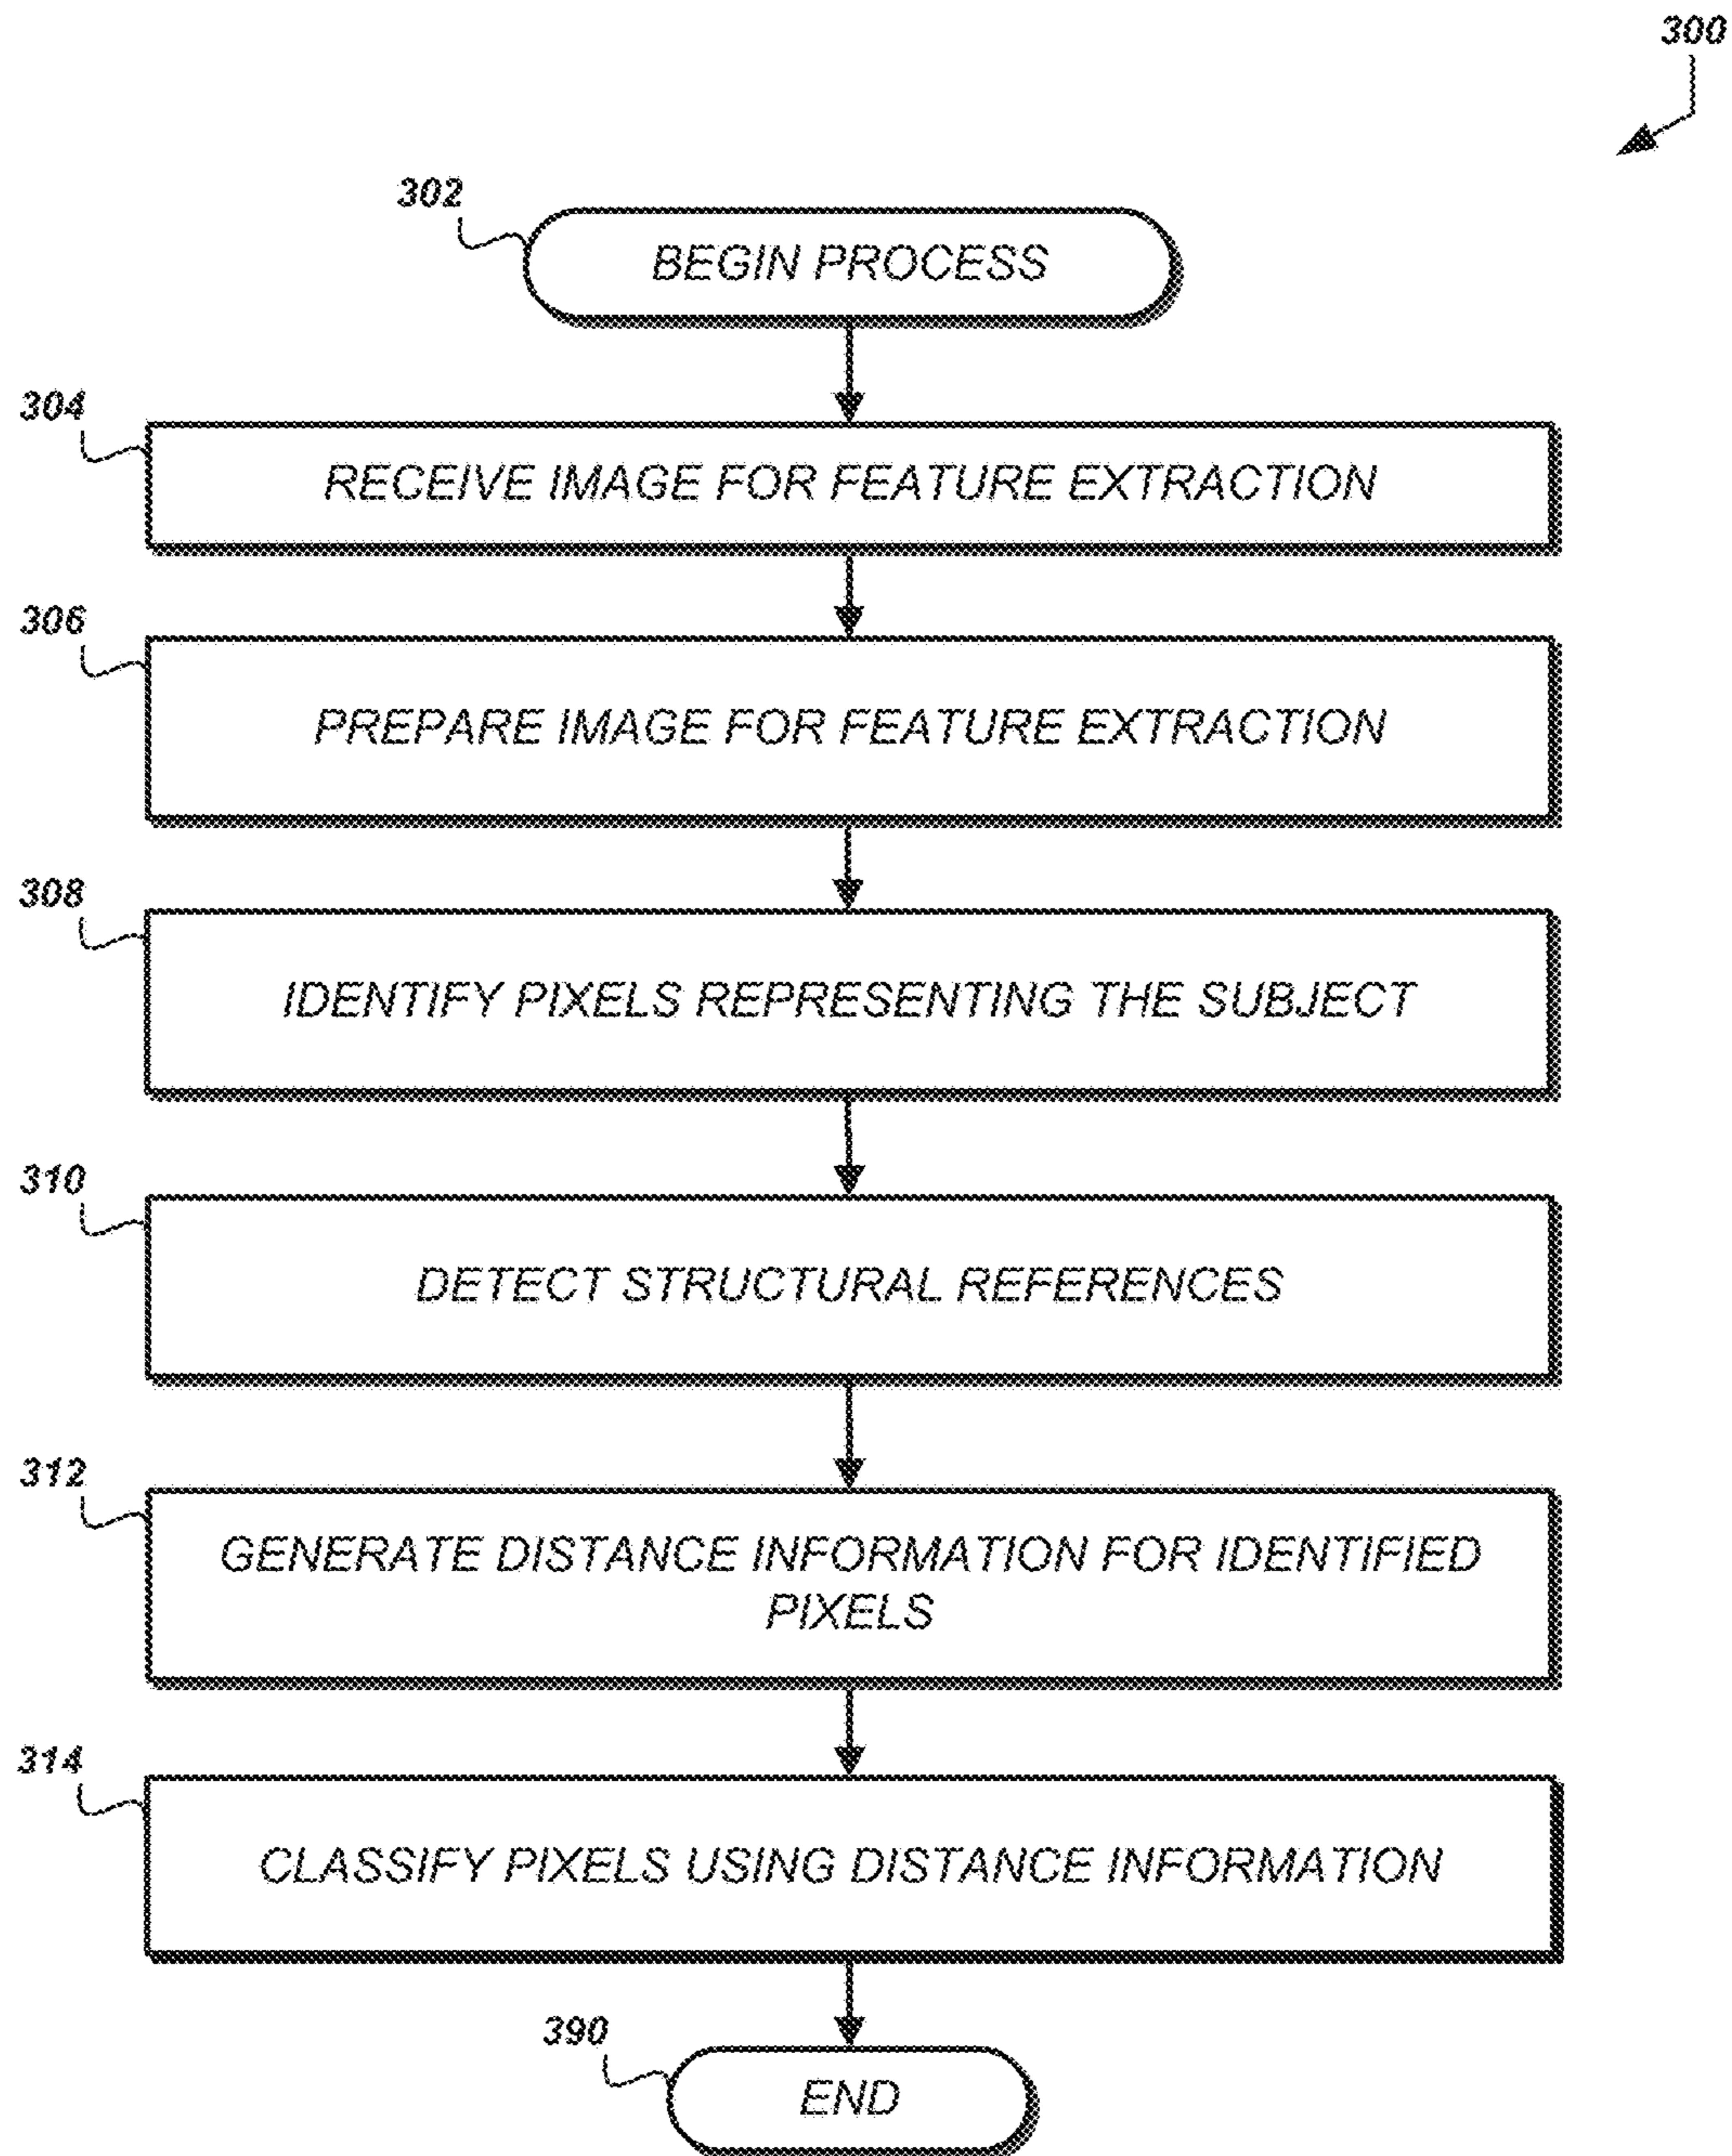 300
302
BEGIN PROCESS
304
RECEIVE IMAGE FOR FEATURE EXTRACTION
306
PREPARE IMAGE FOR FEATURE EXTRACTION
308
IDENTIFY PIXELS REPRESENTING THE SUBJECT
310
DETECT STRUCTURAL REFERENCES
312
GENERATE DISTANCE INFORMATION FOR IDENTIFIED
PIXELS
314
CLASSIFY PIXELS USING DISTANCE INFORMATION
390
END